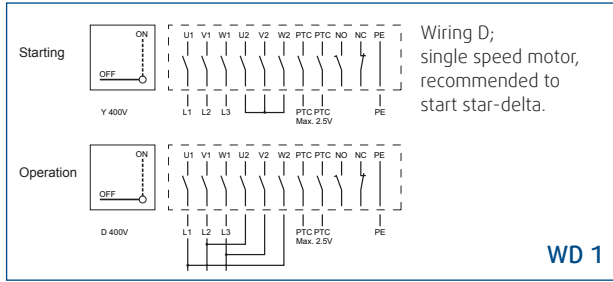 Starting
ON
OFF
Y 400V
U1 V1 W1 U2 V2 W2 PTC PTC NO NC PE
L1 L2 L3 PTC PTC PE
Max. 2.5V
Wiring D;
single speed motor,
recommended to
start star-delta.
Operation
ON
OFF
D 400V
U1 V1 W1 U2 V2 W2 PTC PTC NO NC PE
L1 L2 L3 PTC PTC PE
Max. 2.5V
WD 1